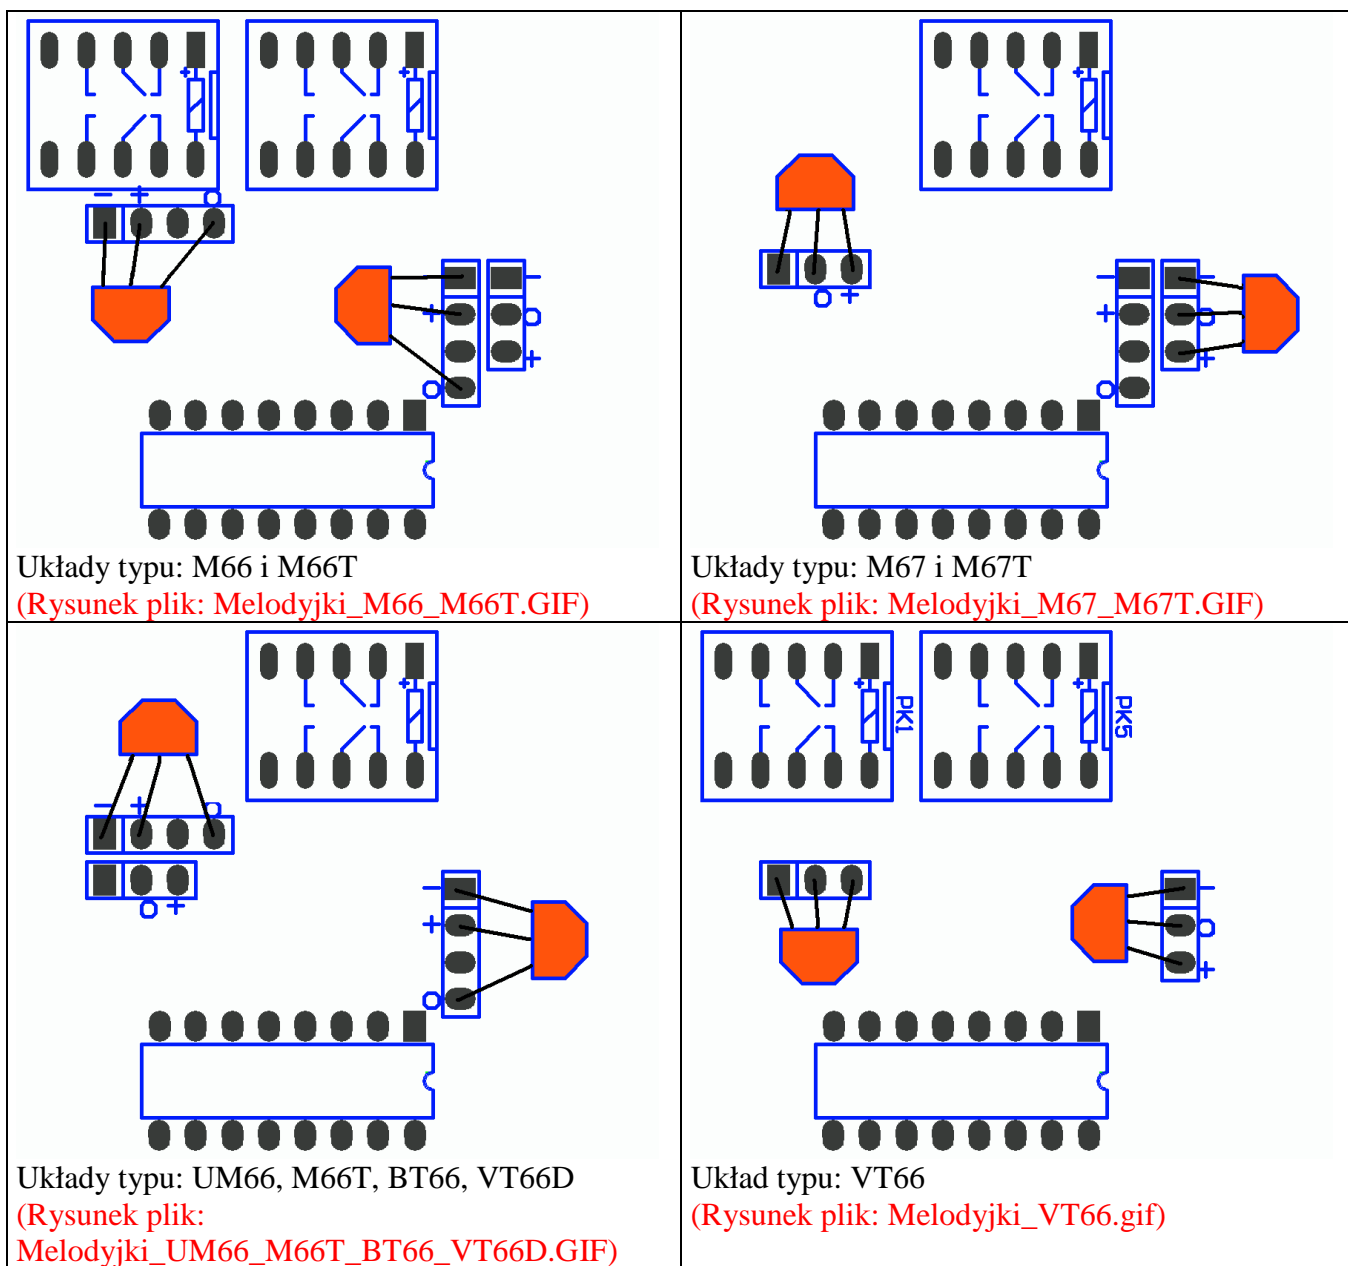 Układy typu: M66 i M66T
(Rysunek plik: Melodyjki_M66_M66T.GIF)
Układy typu: M67 i M67T
(Rysunek plik: Melodyjki_M67_M67T.GIF)
Układy typu: UM66, M66T, BT66, VT66D
(Rysunek plik:
Melodyjki_UM66_M66T_BT66_VT66D.GIF)
PK1
PK5
Układ typu: VT66
(Rysunek plik: Melodyjki_VT66.gif)